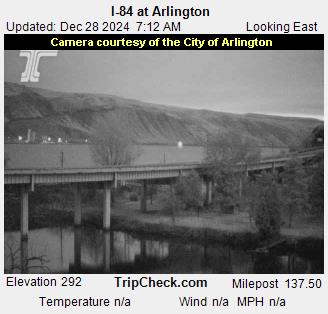 I-84 at Arlington
Updated: Dec 28 2024 7:12 AM Looking East
Camera courtesy of the City of Arlington
Elevation 292 TripCheck.com Milepost 137.50
Temperature n/a Wind n/a MPH n/a